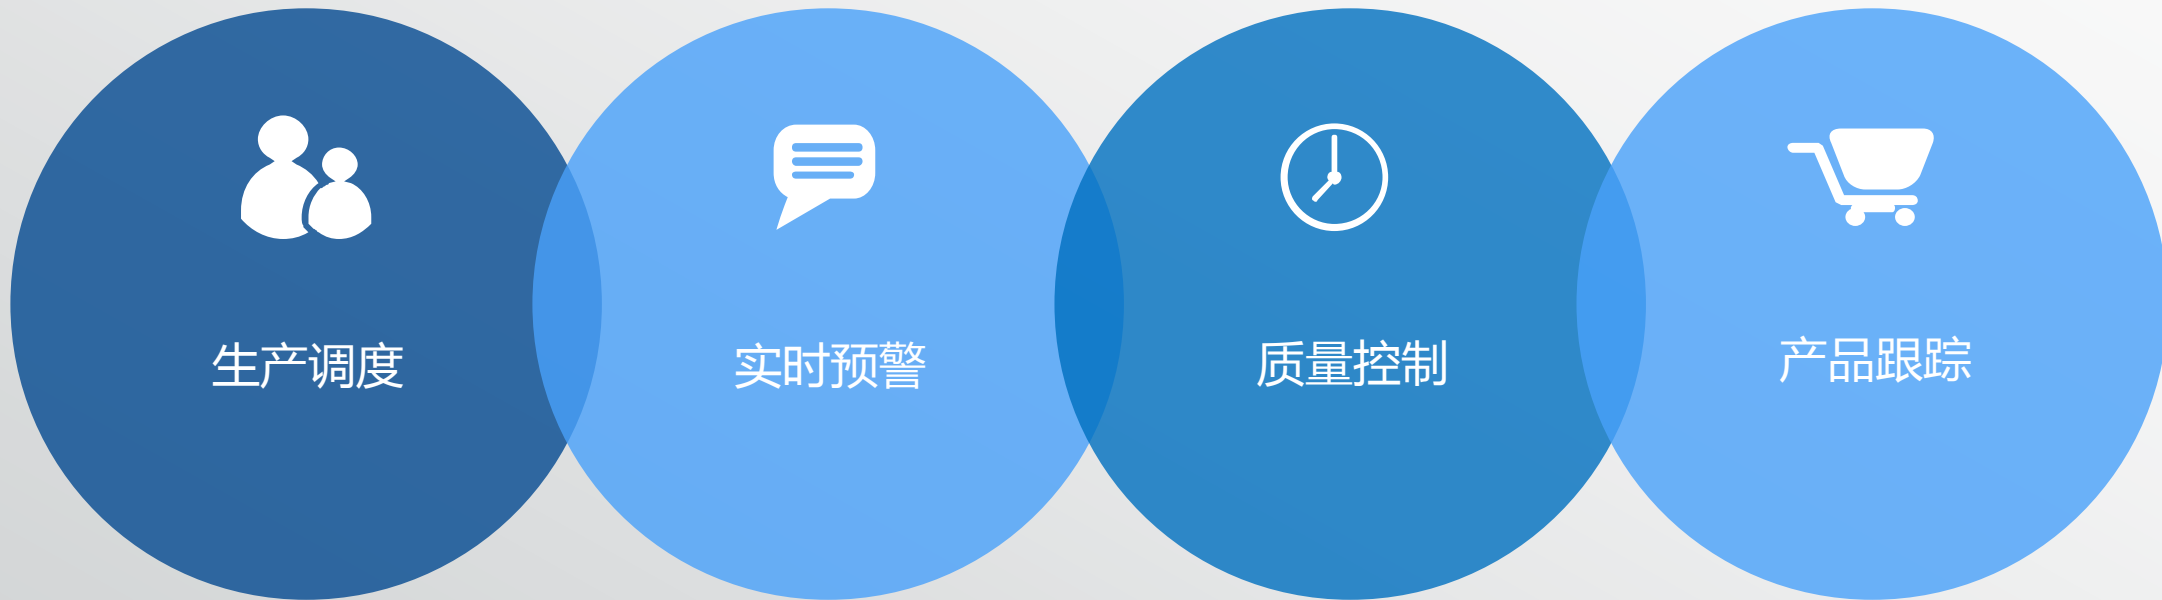 生产调度
实时预警
质量控制
产品跟踪